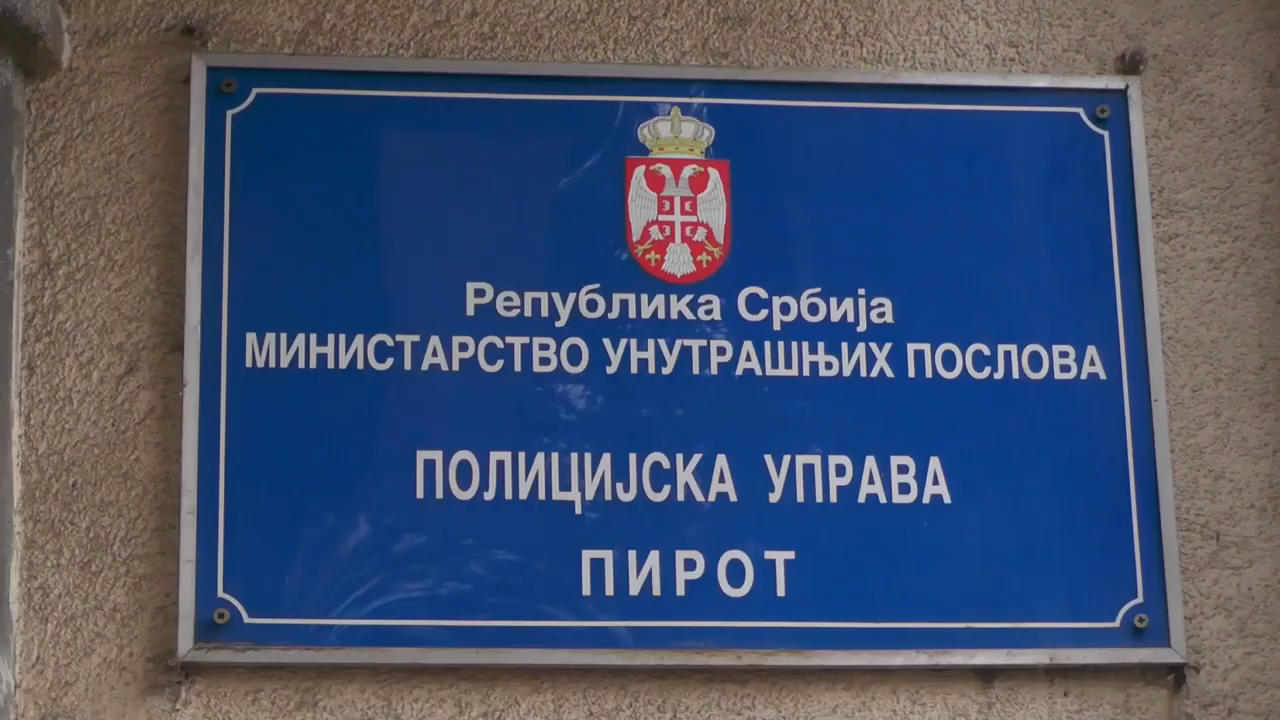 Република Србија
МИНИСТАРСТВО УНУТРАШЊИХ ПОСЛОВА
ПОЛИЦИЈСКА УПРАВА
ПИРОТ